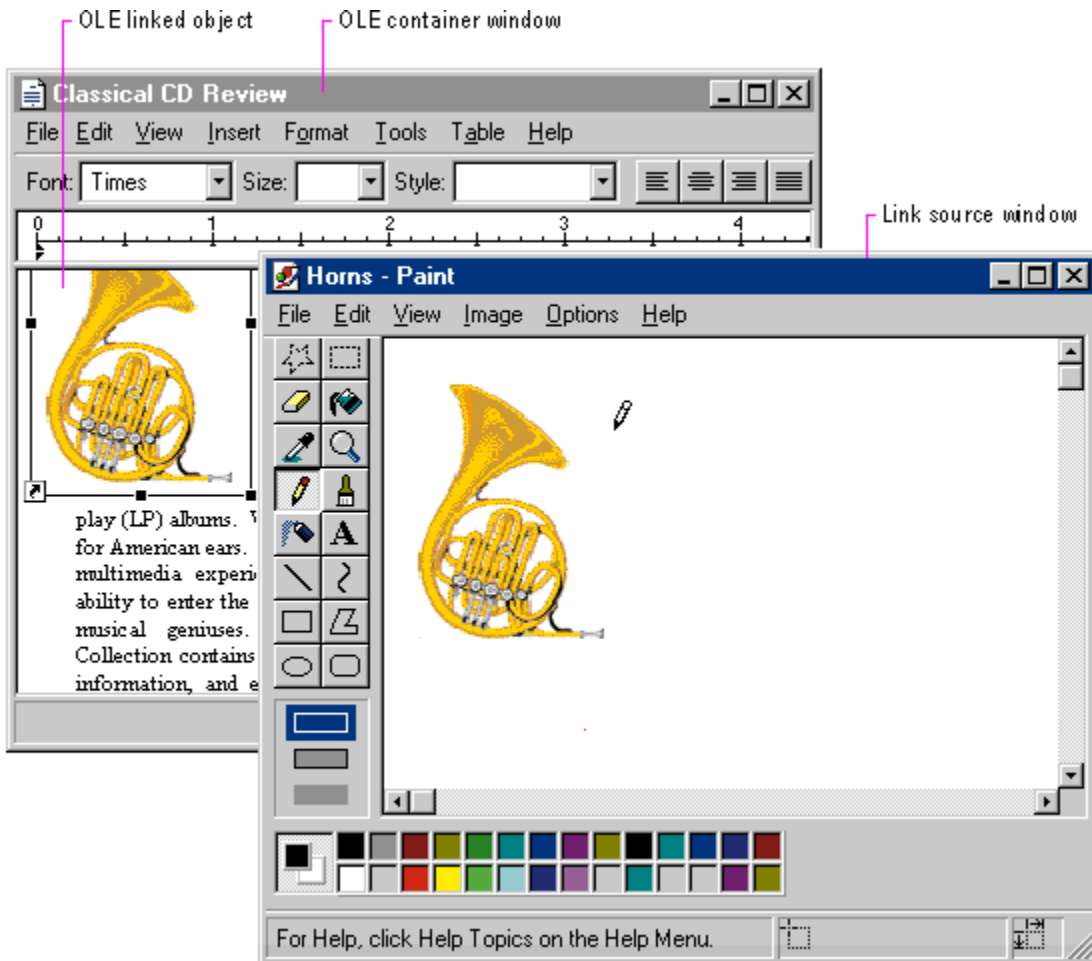 OLE linked object
OLE container window
Classical CD Review
File Edit View Insert Format Tools Table Help
Font: Times Size: Style:
0 1 2 3 4
Link source window
Horns - Paint
File Edit View Image Options Help
A
play (LP) albums.
for American ears.
multimedia
ability to enter the
musical geniuses.
Collection contains
information, and
For Help, click Help Topics on the Help Menu.